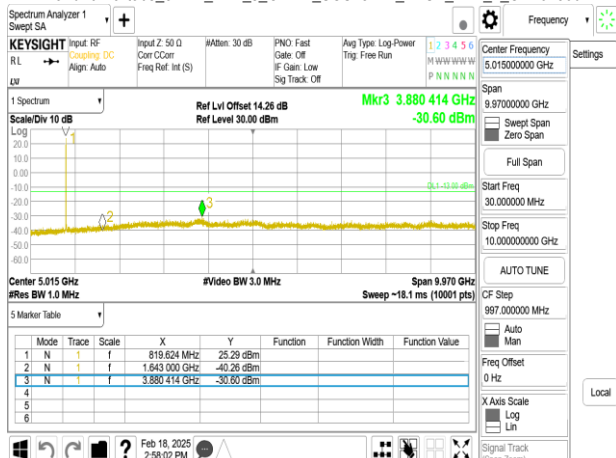 Spectrum Analyzer 1
Swept SA
+
Frequency
KEYSIGHT
RL
Input: RF
Coupling: DC
Align: Auto
Input Z: 50 Ω
Corr CCorr
Freq Ref: Int (S)
#Atten: 30 dB
PNO: Fast
Gate: Off
IF Gain: Low
Sig Track: Off
Avg Type: Log-Power
Trig: Free Run
1 2 3 4 5 6
M W W W W W
P N N N N N
1 Spectrum
Scale/Div 10 dB
Ref Lvl Offset 14.26 dB
Ref Level 30.00 dBm
Mkr3 3.880 414 GHz
-30.60 dBm
Log
20.0
10.0
0.00
-10.0
-20.0
-30.0
-40.0
-50.0
-60.0
1
2
3
DL1 -13.00 dBm
Center 5.015 GHz
#Video BW 3.0 MHz
Span 9.970 GHz
#Res BW 1.0 MHz
Sweep ~18.1 ms (10001 pts)
5 Marker Table
Mode Trace Scale X Y Function Function Width Function Value
1 N 1 f 819.624 MHz 25.29 dBm
2 N 1 f 1.643 000 GHz -40.26 dBm
3 N 1 f 3.880 414 GHz -30.60 dBm
4
5
6
Feb 18, 2025
2:58:02 PM
Center Frequency
5.015000000 GHz
Span
9.97000000 GHz
Swept Span
Zero Span
Full Span
Start Freq
30.000000 MHz
Stop Freq
10.000000000 GHz
AUTO TUNE
CF Step
997.000000 MHz
Auto
Man
Freq Offset
0 Hz
X Axis Scale
Log
Lin
Signal Track
Settings
Local